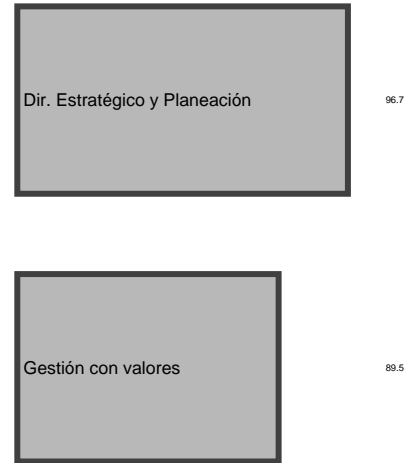 Dir. Estratégico y Planeación 96.7
Gestión con valores 89.5